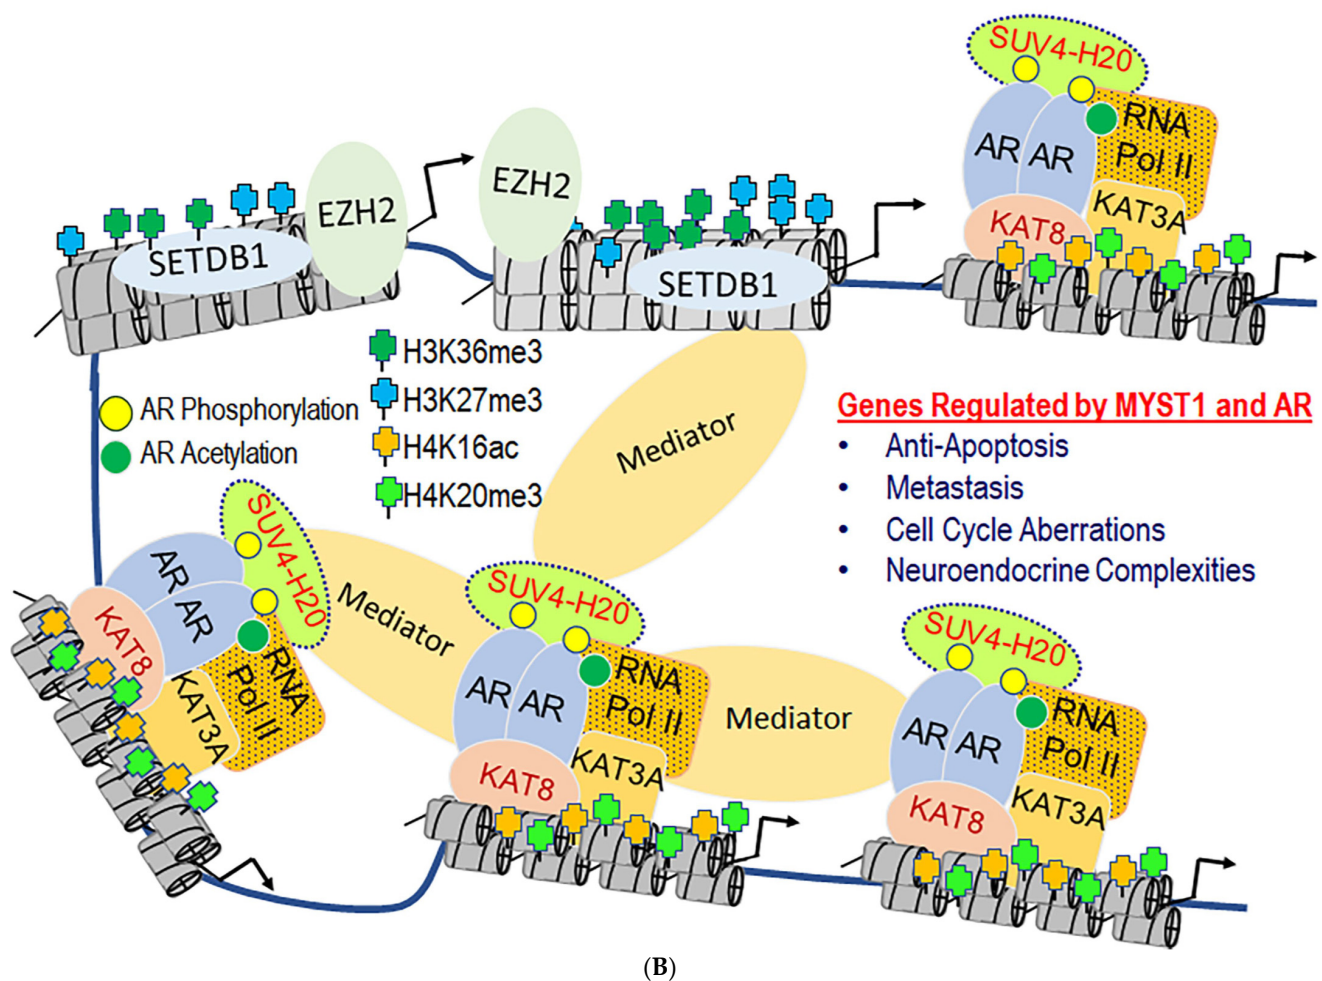 SUV4-H20
RNA
Pol II
AR
AR
KAT8
KAT3A
EZH2
SETDB1
EZH2
SETDB1
H3K36me3
H3K27me3
H4K16ac
H4K20me3
AR Phosphorylation
AR Acetylation
Mediator
Genes Regulated by MYST1 and AR
• Anti-Apoptosis
• Metastasis
• Cell Cycle Aberrations
• Neuroendocrine Complexities
SUV4-H20
AR
AR
KAT8
RNA
Pol II
KAT3A
Mediator
SUV4-H20
RNA
Pol II
AR
AR
KAT8
KAT3A
Mediator
SUV4-H20
RNA
Pol II
AR
AR
KAT8
KAT3A
(B)